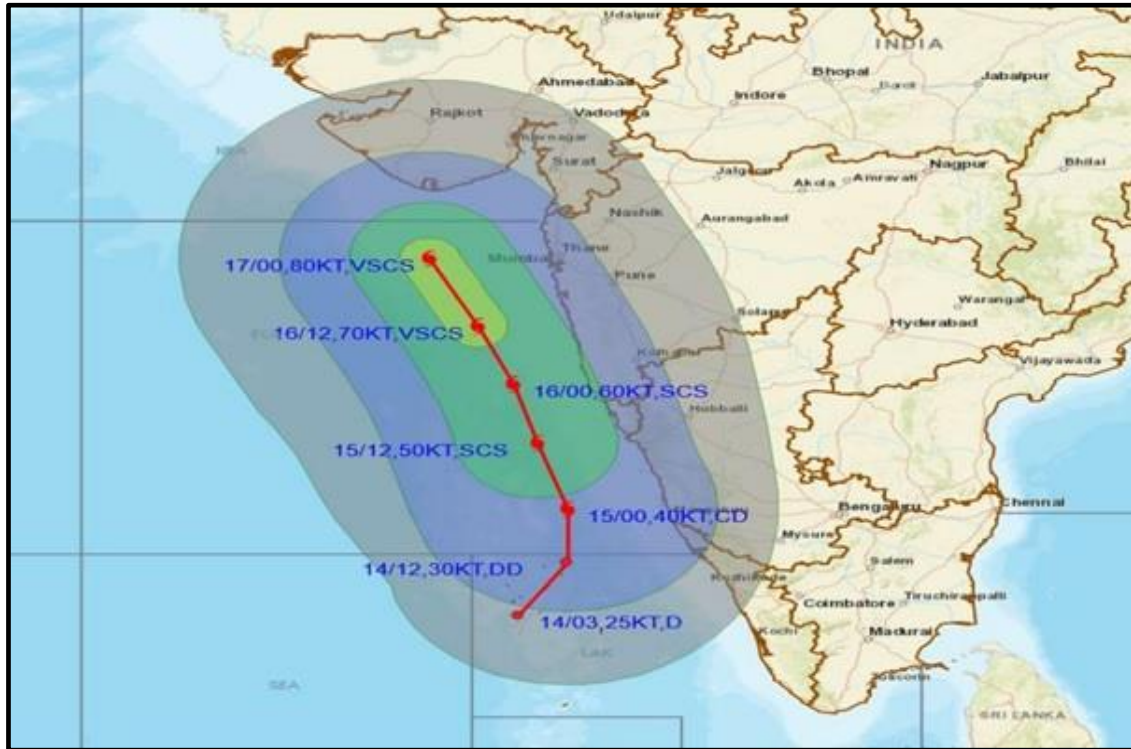 Udaipur
INDIA
Ahmedabad
Bhopal
Jabalpur
Indore
Rajkot
Vadodara
Surat
Nagpur
Bhilai
Jalgaon
Akola
Amravati
Nashik
Aurangabad
Thane
Mumbai
17/00,80KT,VSCS
Pune
16/12,70KT,VSCS
Solapur
Warangal
Hyderabad
Vijayawada
16/00,60KT,SCS
Hubballi
15/12,50KT,SCS
15/00,40KT,CD
Bengaluru
Chennai
Mysuru
14/12,30KT,DD
Kozhikode
Salem
Coimbatore
Tiruchirappalli
14/03,25KT,D
Kochi
Madurai
LAK
SEA
SRI LANKA